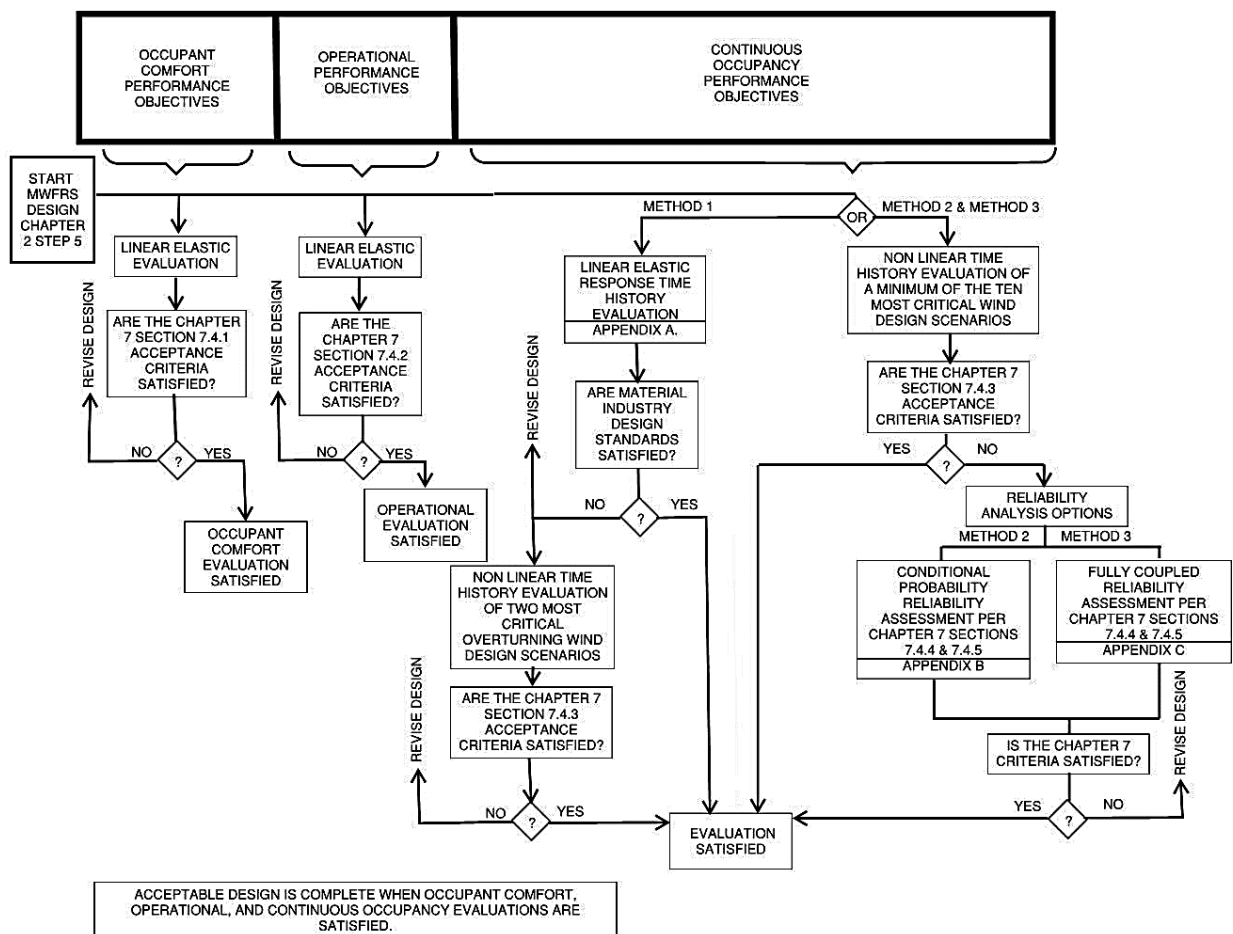 OCCUPANT
COMFORT
PERFORMANCE
OBJECTIVES
OPERATIONAL
PERFORMANCE
OBJECTIVES
CONTINUOUS
OCCUPANCY
PERFORMANCE
OBJECTIVES
START
MWFRS
DESIGN
CHAPTER
2 STEP 5
LINEAR ELASTIC
EVALUATION
REVISE DESIGN
ARE THE CHAPTER
7 SECTION 7.4.1
ACCEPTANCE
CRITERIA
SATISFIED?
NO
?
YES
OCCUPANT
COMFORT
EVALUATION
SATISFIED
LINEAR ELASTIC
EVALUATION
REVISE DESIGN
ARE THE
CHAPTER 7
SECTION 7.4.2
ACCEPTANCE
CRITERIA
SATISFIED?
NO
?
YES
OPERATIONAL
EVALUATION
SATISFIED
METHOD 1
OR
METHOD 2 & METHOD 3
LINEAR ELASTIC
RESPONSE TIME
HISTORY
EVALUATION
APPENDIX A.
REVISE DESIGN
ARE MATERIAL
INDUSTRY
DESIGN
STANDARDS
SATISFIED?
NO
?
YES
NON LINEAR TIME
HISTORY EVALUATION
OF TWO MOST
CRITICAL
OVERTURNING WIND
DESIGN SCENARIOS
REVISE DESIGN
ARE THE CHAPTER 7
SECTION 7.4.3
ACCEPTANCE
CRITERIA SATISFIED?
NO
?
YES
NON LINEAR TIME
HISTORY EVALUATION OF
A MINIMUM OF THE TEN
MOST CRITICAL WIND
DESIGN SCENARIOS
ARE THE CHAPTER 7
SECTION 7.4.3
ACCEPTANCE
CRITERIA SATISFIED?
YES
?
NO
RELIABILITY
ANALYSIS OPTIONS
METHOD 2
METHOD 3
CONDITIONAL
PROBABILITY
RELIABILITY
ASSESSMENT PER
CHAPTER 7 SECTIONS
7.4.4 & 7.4.5
APPENDIX B
FULLY COUPLED
RELIABILITY
ASSESSMENT PER
CHAPTER 7 SECTIONS
7.4.4 & 7.4.5
APPENDIX C
IS THE CHAPTER 7
CRITERIA SATISFIED?
REVISE DESIGN
YES
?
NO
EVALUATION
SATISFIED
ACCEPTABLE DESIGN IS COMPLETE WHEN OCCUPANT COMFORT,
OPERATIONAL, AND CONTINUOUS OCCUPANCY EVALUATIONS ARE
SATISFIED.